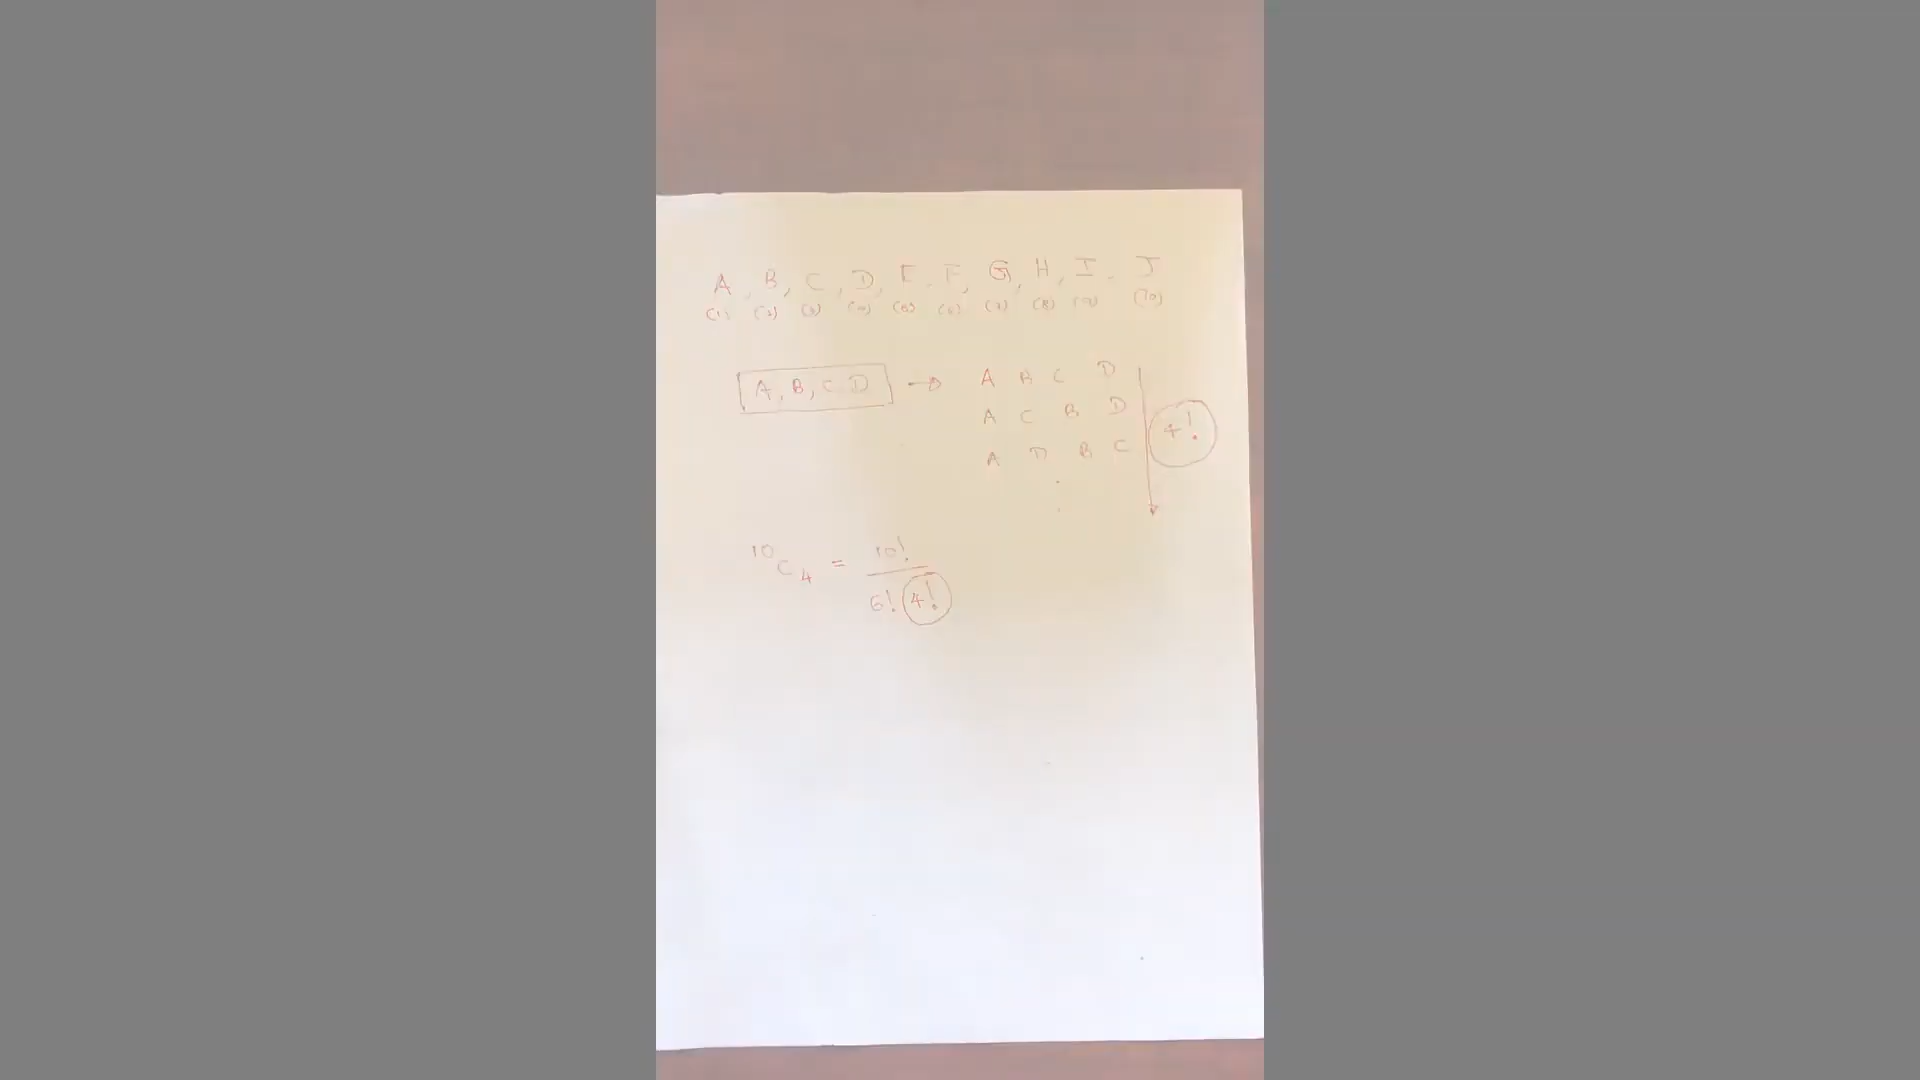 A, B, C, D, E, F, G, H, I, J
(1) (2) (3) (4) (5) (6) (7) (8) (9) (10)
A, B, C D → A B C D
A C B D 4!
A D B C
10C4 = 10!
6! 4!